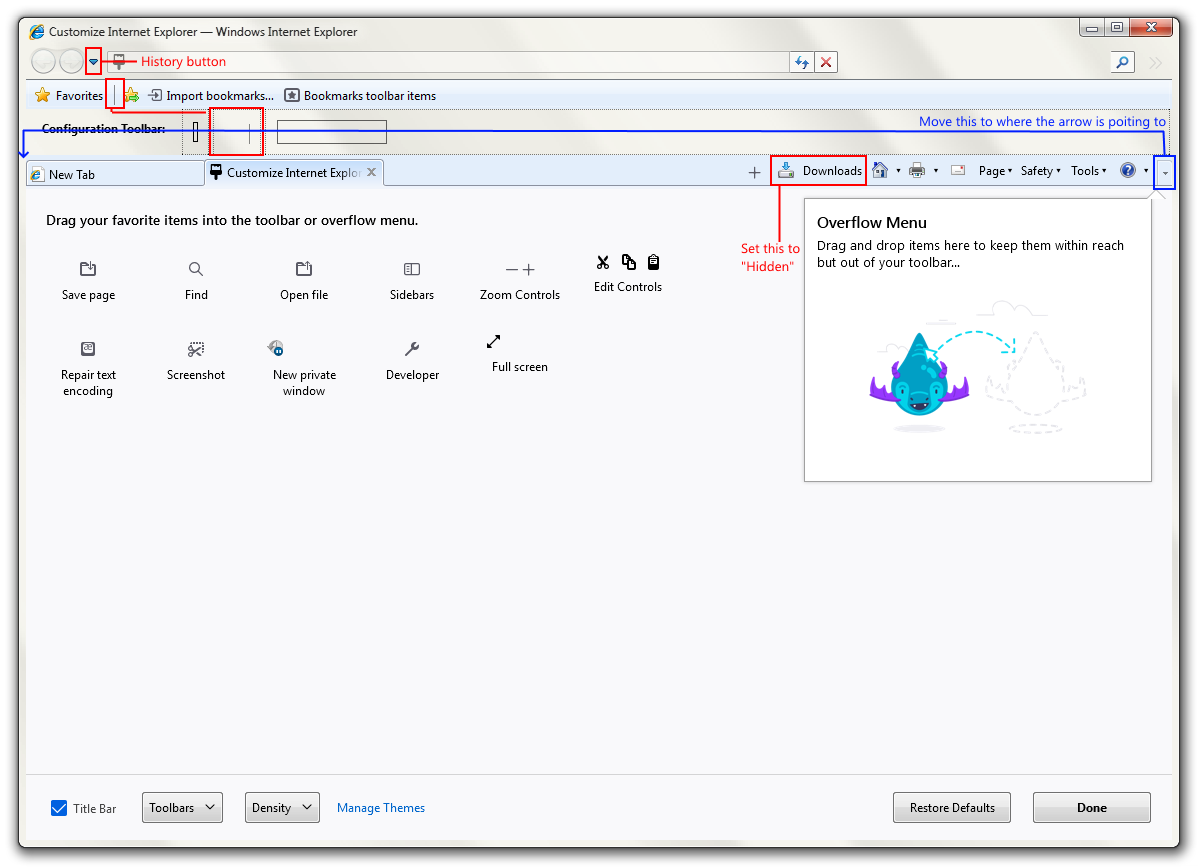 Customize Internet Explorer — Windows Internet Explorer
History button
Favorites
Import bookmarks...
Bookmarks toolbar items
Configuration Toolbar:
Move this to where the arrow is poiting to
New Tab
Customize Internet Explor
Downloads
Page
Safety
Tools
Drag your favorite items into the toolbar or overflow menu.
Overflow Menu
Drag and drop items here to keep them within reach
but out of your toolbar...
Set this to
"Hidden"
Save page
Find
Open file
Sidebars
Zoom Controls
Edit Controls
Repair text
encoding
Screenshot
New private
window
Developer
Full screen
Title Bar
Toolbars
Density
Manage Themes
Restore Defaults
Done